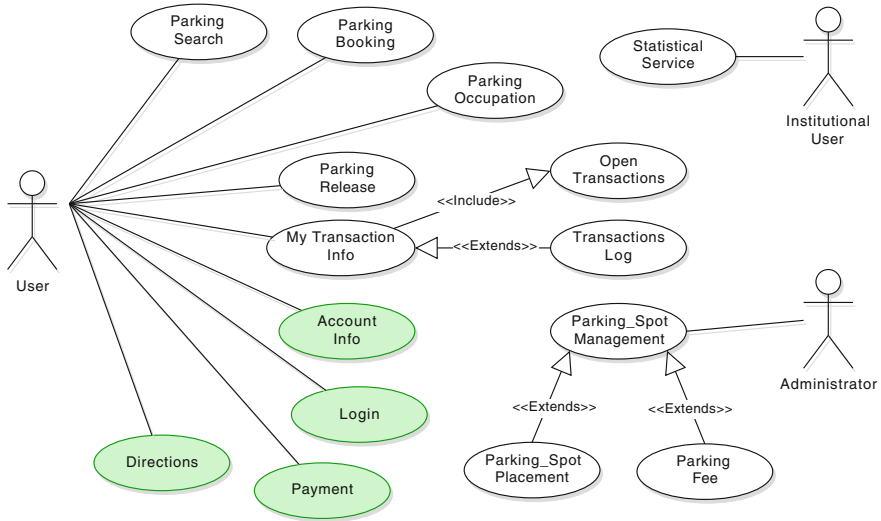 Parking
Search
Parking
Booking
Statistical
Service
Parking
Occupation
Institutional
User
Parking
Release
Open
Transactions
<<Include>>
User
My Transaction
Info
<<Extends>>
Transactions
Log
Account
Info
Parking_Spot
Management
Administrator
Login
<<Extends>>
<<Extends>>
Directions
Payment
Parking_Spot
Placement
Parking
Fee